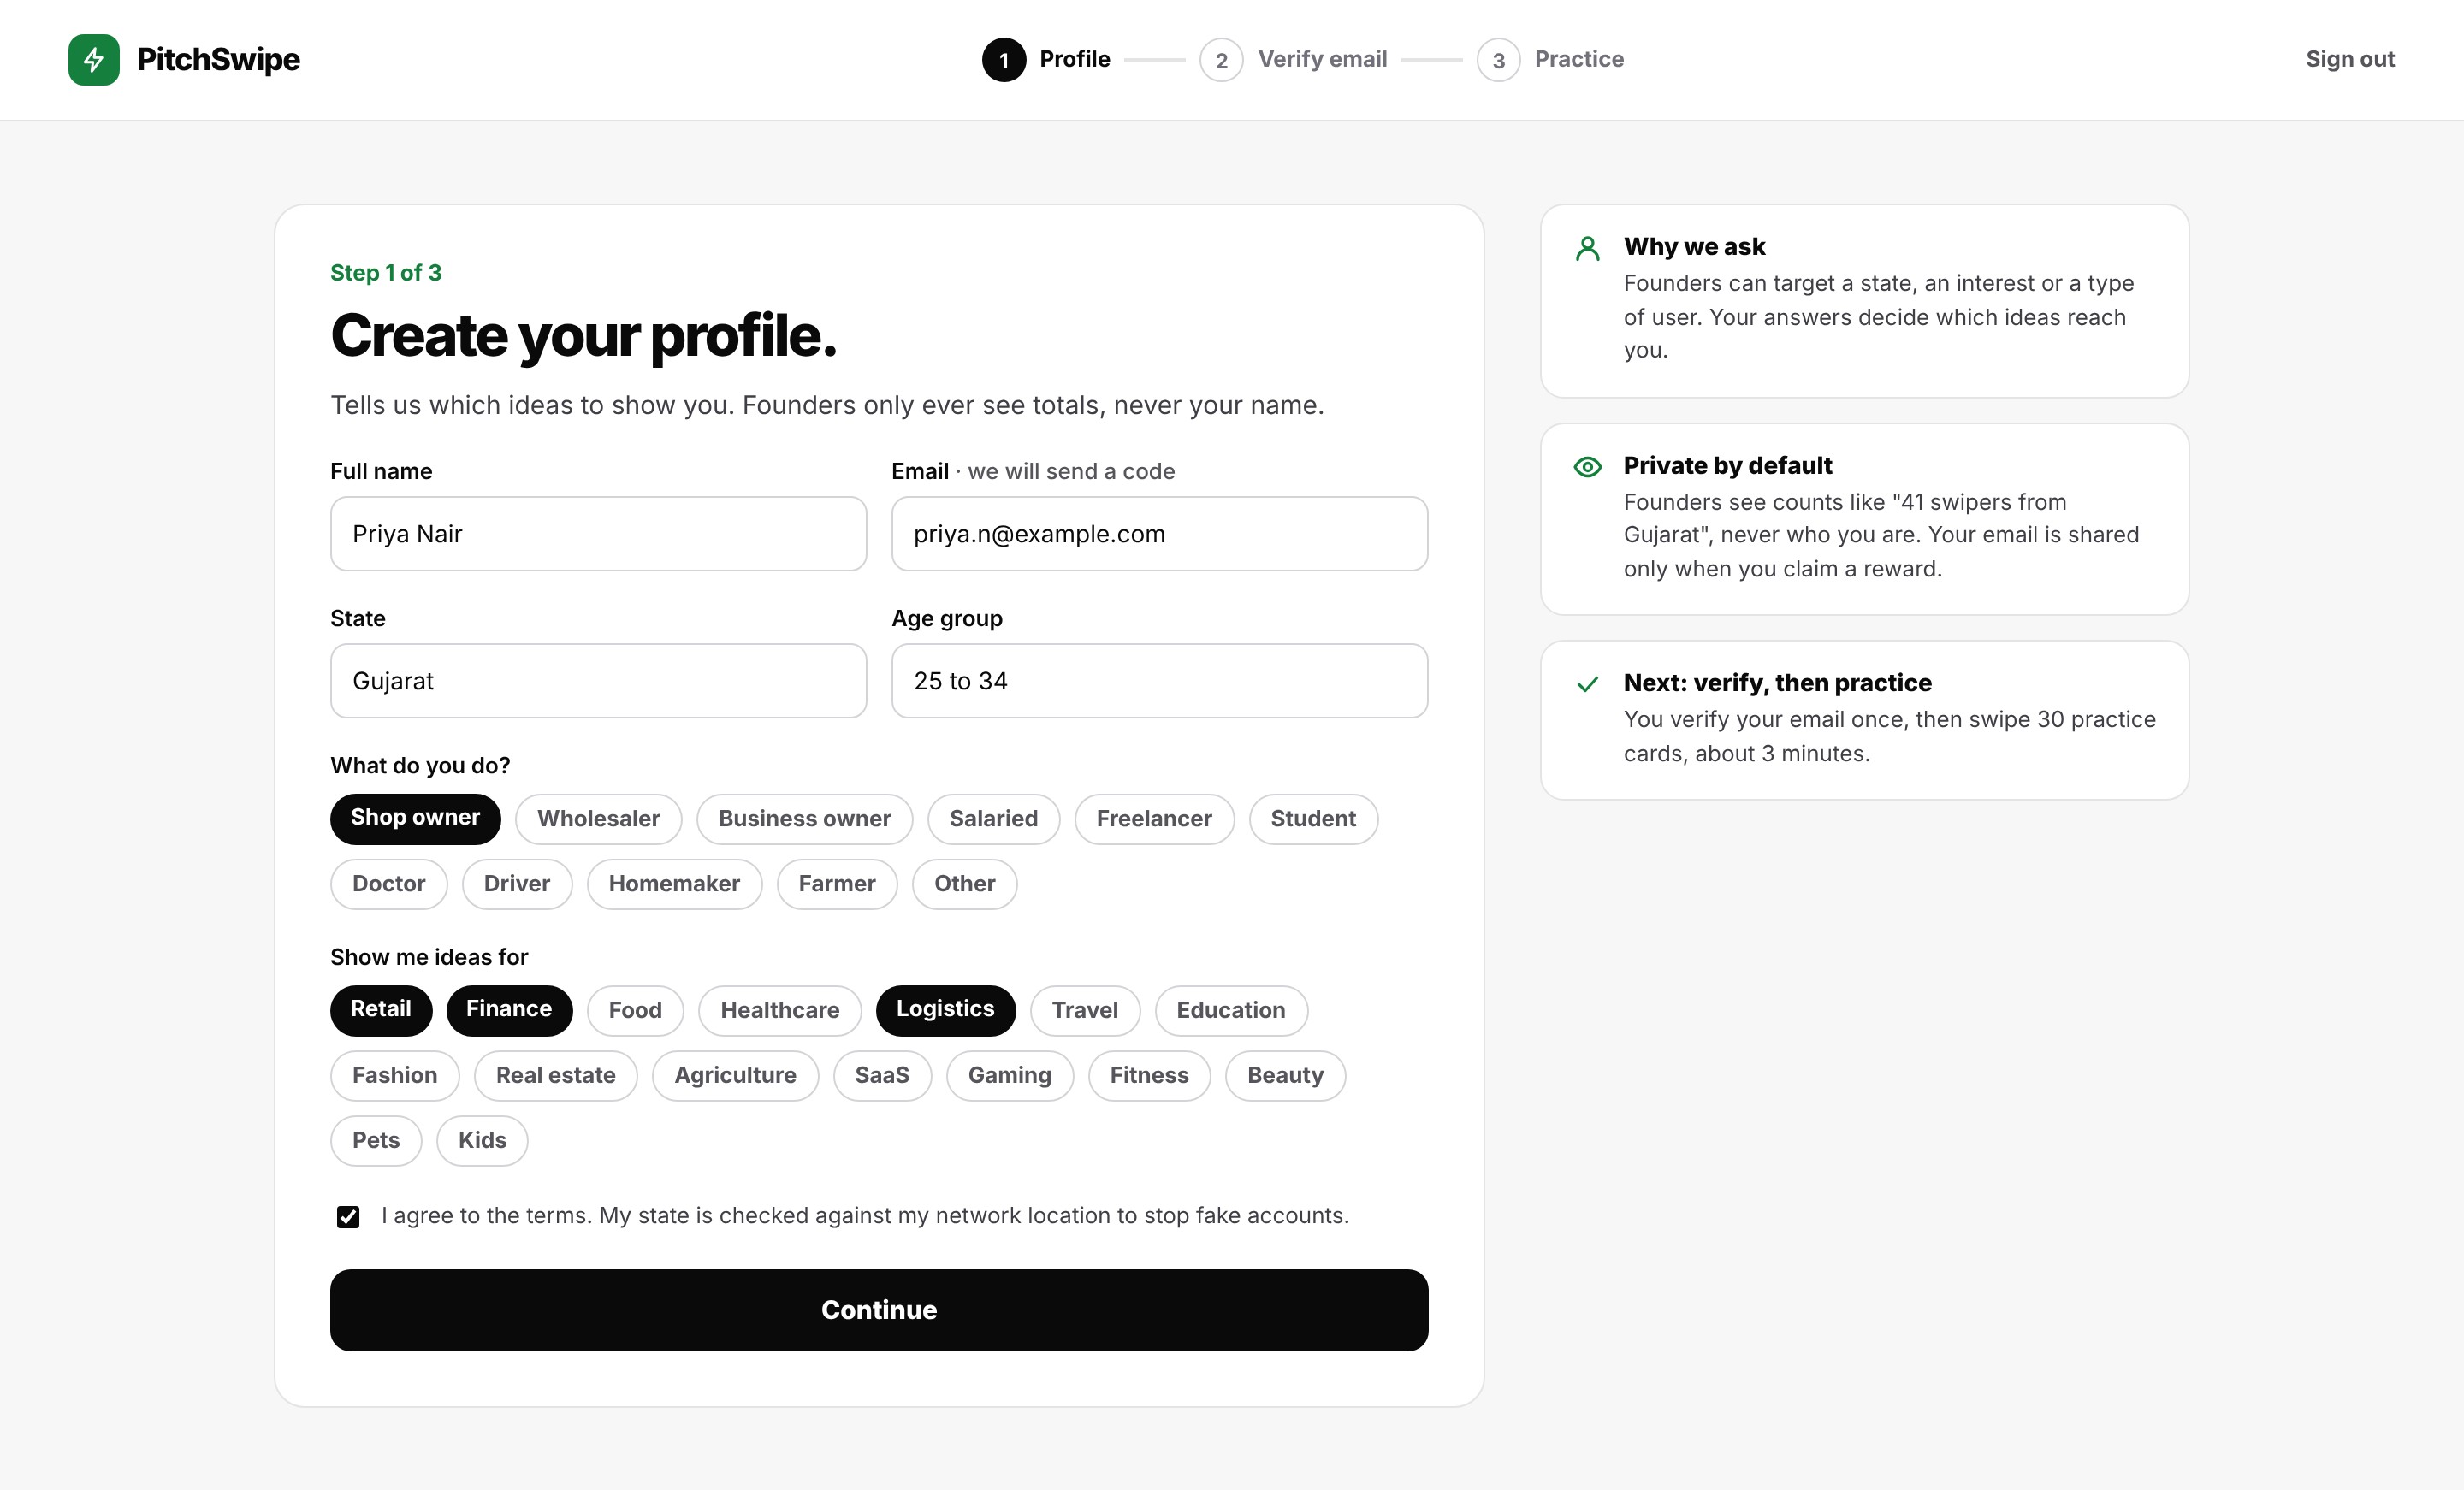 PitchSwipe
1 Profile 2 Verify email 3 Practice
Sign out
Step 1 of 3
Create your profile.
Tells us which ideas to show you. Founders only ever see totals, never your name.
Full name
Priya Nair
Email · we will send a code
priya.n@example.com
State
Gujarat
Age group
25 to 34
What do you do?
Shop owner Wholesaler Business owner Salaried Freelancer Student
Doctor Driver Homemaker Farmer Other
Show me ideas for
Retail Finance Food Healthcare Logistics Travel Education
Fashion Real estate Agriculture SaaS Gaming Fitness Beauty
Pets Kids
I agree to the terms. My state is checked against my network location to stop fake accounts.
Continue
Why we ask
Founders can target a state, an interest or a type
of user. Your answers decide which ideas reach
you.
Private by default
Founders see counts like "41 swipers from
Gujarat", never who you are. Your email is shared
only when you claim a reward.
Next: verify, then practice
You verify your email once, then swipe 30 practice
cards, about 3 minutes.